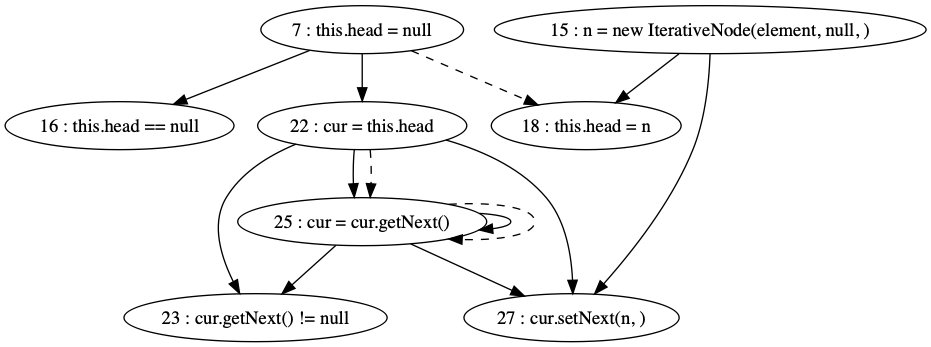 7 : this.head = null
15 : n = new IterativeNode(element, null, )
16 : this.head == null
22 : cur = this.head
18 : this.head = n
25 : cur = cur.getNext()
23 : cur.getNext() != null
27 : cur.setNext(n, )